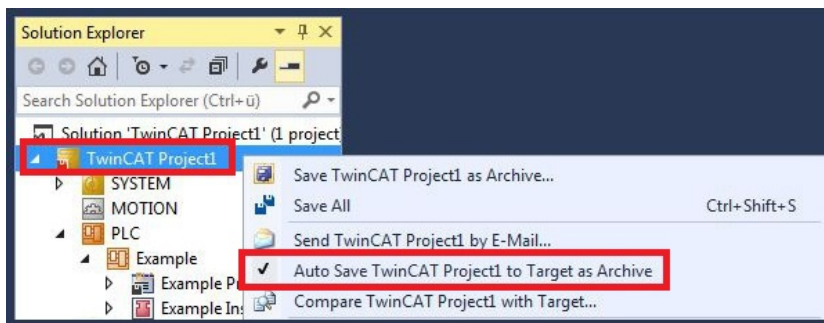 Solution Explorer
Search Solution Explorer (Ctrl+ü)
Solution 'TwinCAT Project1' (1 project
TwinCAT Project1
SYSTEM
MOTION
PLC
Example
Example Pr
Example Ins
Save TwinCAT Project1 as Archive...
Save All Ctrl+Shift+S
Send TwinCAT Project1 by E-Mail...
Auto Save TwinCAT Project1 to Target as Archive
Compare TwinCAT Project1 with Target...